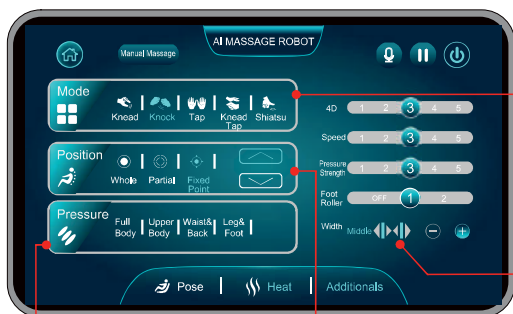 AI MASSAGE ROBOT
Manual Massage
Mode
Knead
Knock
Tap
Knead
Tap
Shiatsu
Position
Whole
Partial
Fixed
Point
Pressure
Full
Body
Upper
Body
Waist&
Back
Leg&
Foot
4D 1 2 3 4 5
Speed 1 2 3 4 5
Pressure
Strength
1 2 3 4 5
Foot
Roller
OFF 1 2
Width Middle
Pose
Heat
Additionals